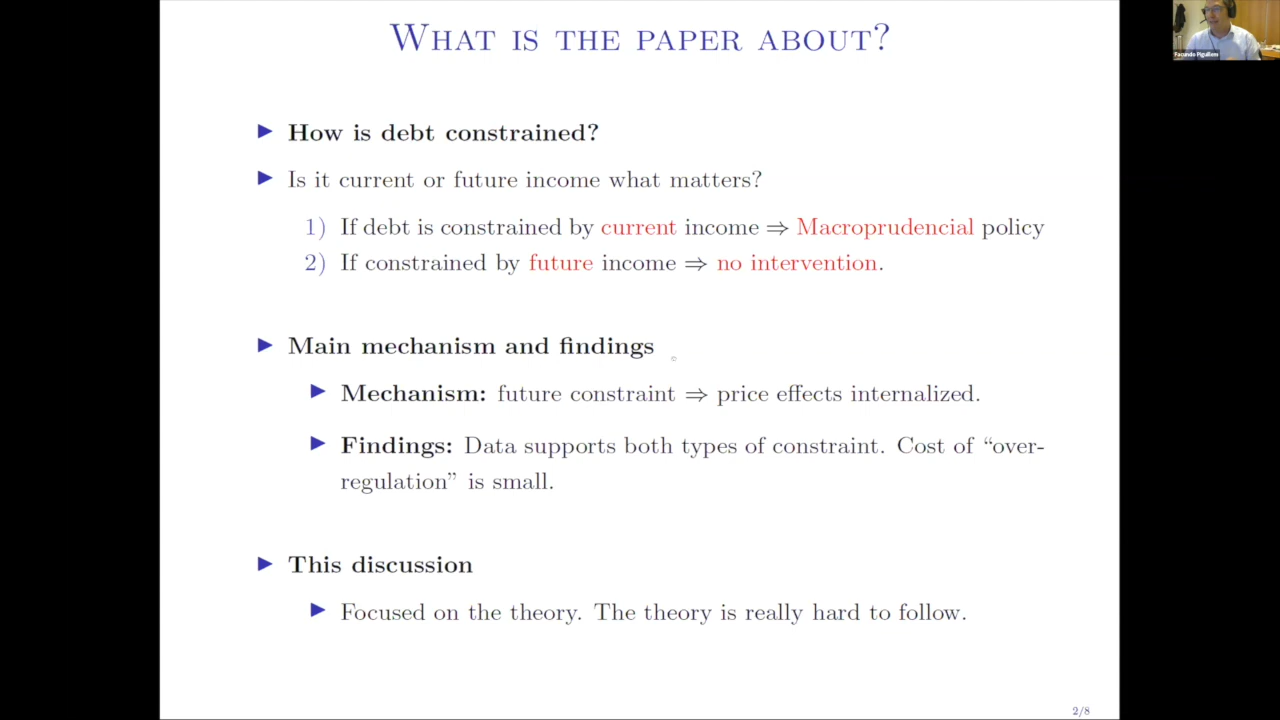 WHAT IS THE PAPER ABOUT?
How is debt constrained?
Is it current or future income what matters?
1) If debt is constrained by current income ⇒ Macroprudencial policy
2) If constrained by future income ⇒ no intervention.
Main mechanism and findings
Mechanism: future constraint ⇒ price effects internalized.
Findings: Data supports both types of constraint. Cost of “over-
regulation” is small.
This discussion
Focused on the theory. The theory is really hard to follow.
2/8
Facundo Piguillem